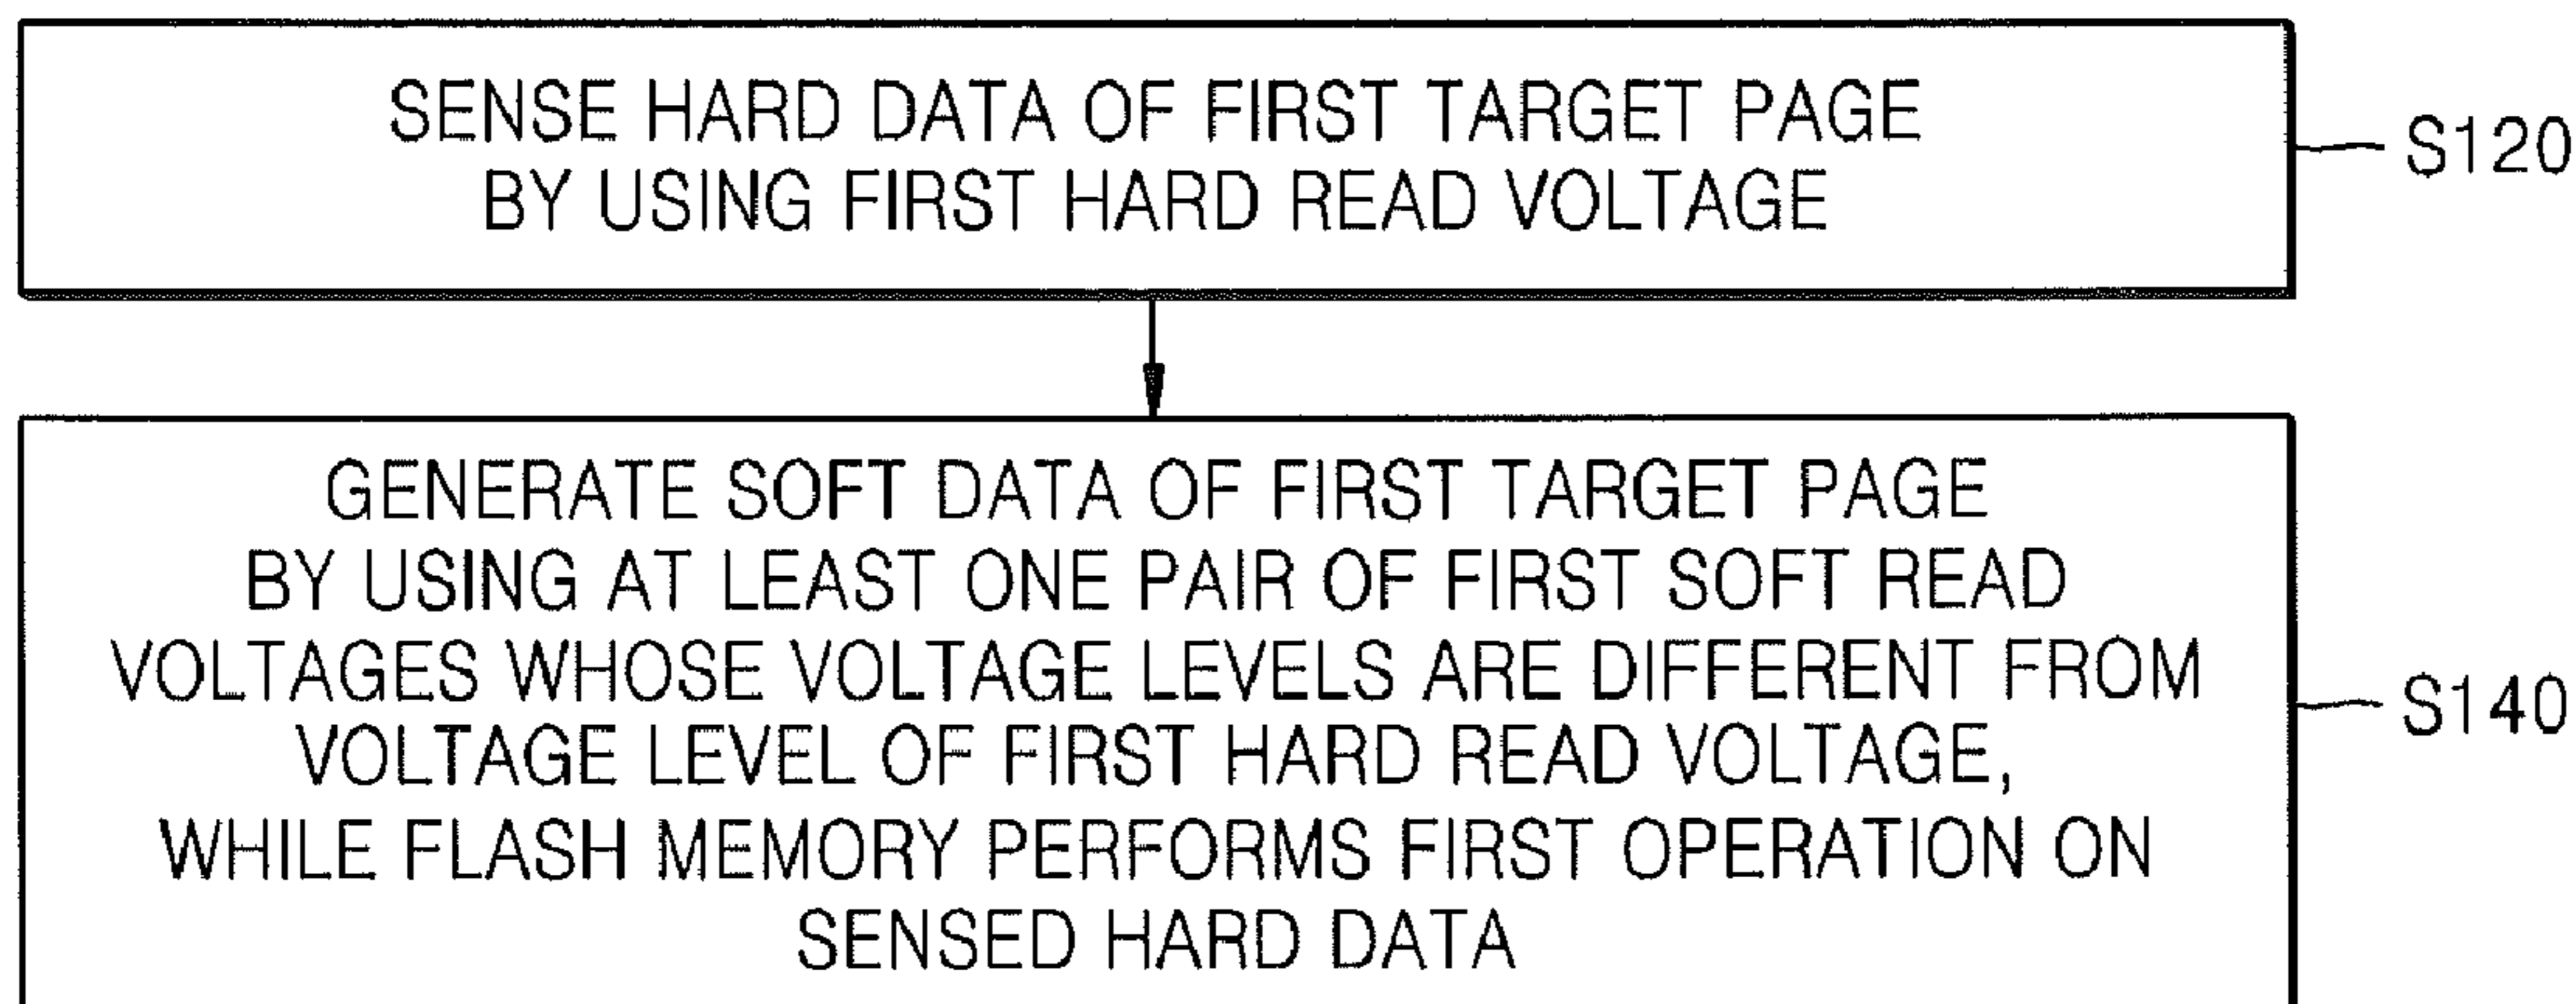 SENSE HARD DATA OF FIRST TARGET PAGE
BY USING FIRST HARD READ VOLTAGE
S120
GENERATE SOFT DATA OF FIRST TARGET PAGE
BY USING AT LEAST ONE PAIR OF FIRST SOFT READ
VOLTAGES WHOSE VOLTAGE LEVELS ARE DIFFERENT FROM
VOLTAGE LEVEL OF FIRST HARD READ VOLTAGE,
WHILE FLASH MEMORY PERFORMS FIRST OPERATION ON
SENSED HARD DATA
S140